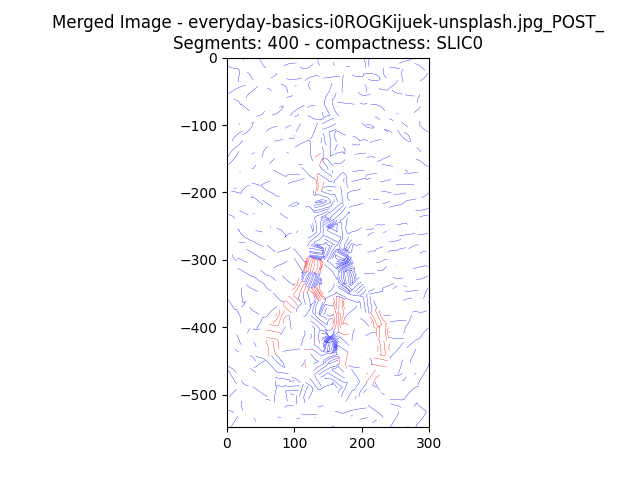 Merged Image - everyday-basics-i0ROGKijuek-unsplash.jpg_POST_
Segments: 400 - compactness: SLIC0
0
−100
−200
−300
−400
−500
0 100 200 300